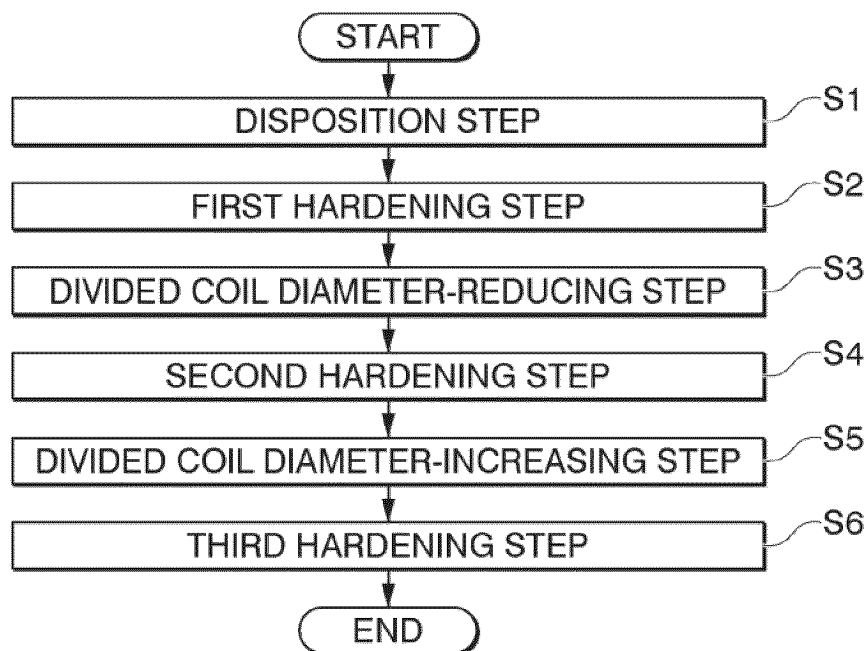 START
DISPOSITION STEP S1
FIRST HARDENING STEP S2
DIVIDED COIL DIAMETER-REDUCING STEP S3
SECOND HARDENING STEP S4
DIVIDED COIL DIAMETER-INCREASING STEP S5
THIRD HARDENING STEP S6
END